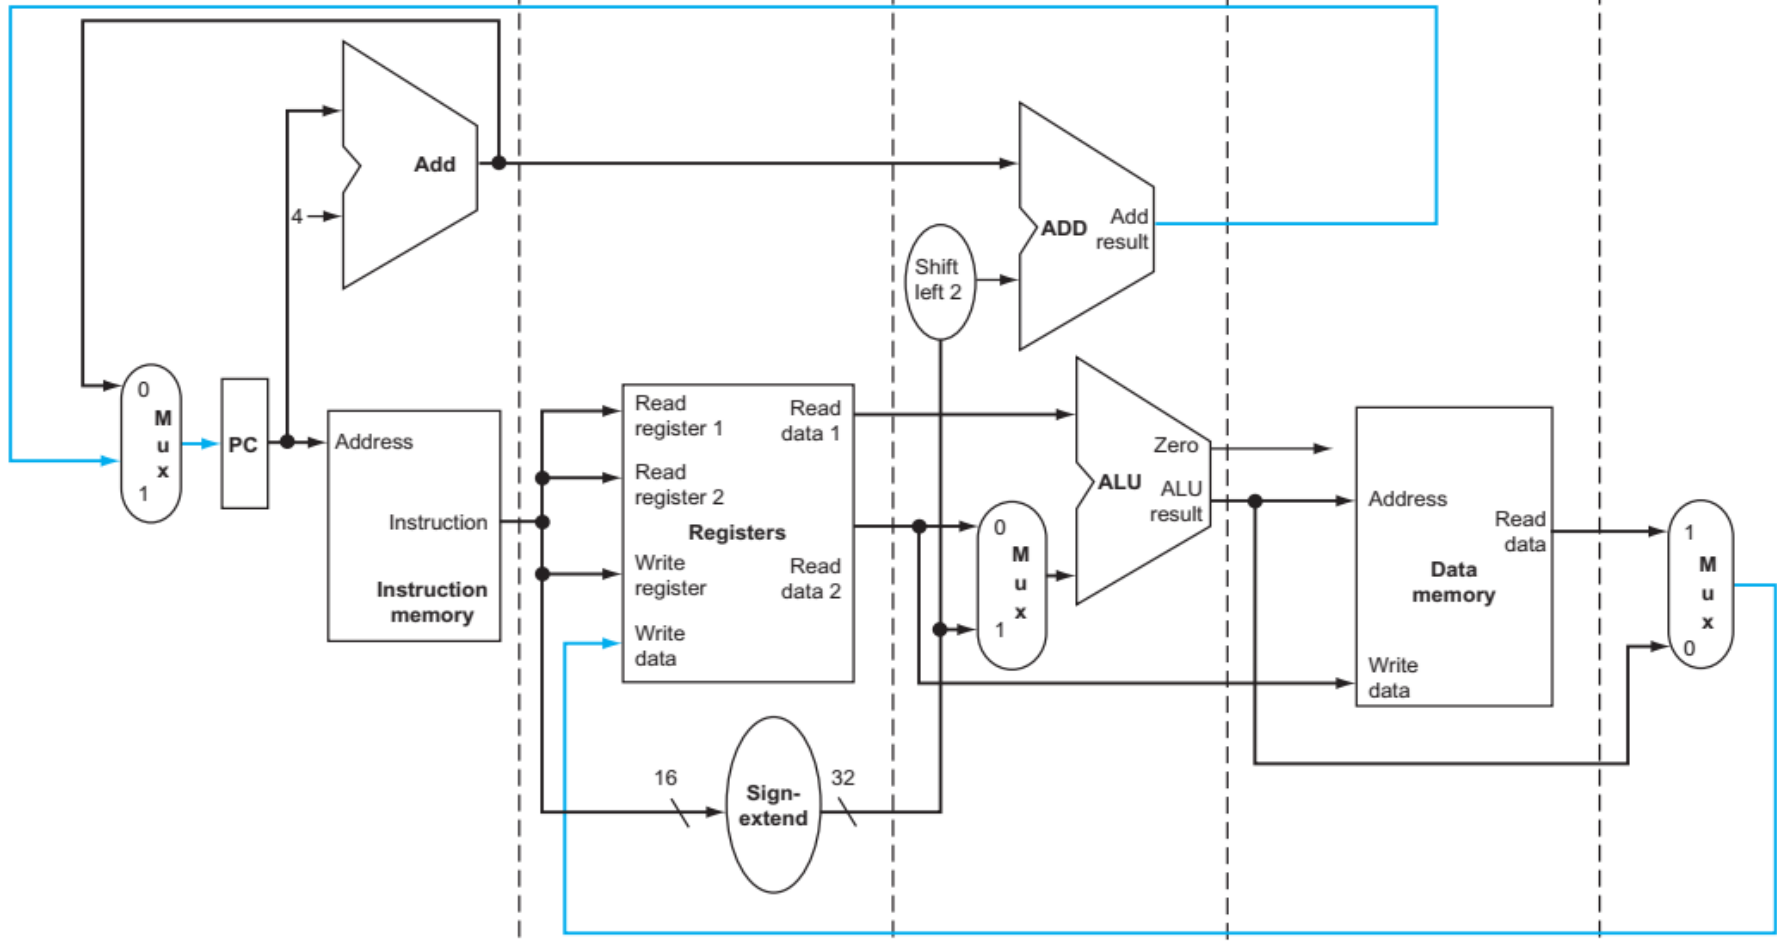 Add
4
ADD
Add
result
Shift
left 2
0
M
u
x
1
PC
Address
Instruction
Instruction
memory
Read
register 1
Read
data 1
Read
register 2
Registers
Write
register
Read
data 2
Write
data
16
Sign-
extend
32
0
M
u
x
1
Zero
ALU
ALU
result
Address
Read
data
Data
memory
Write
data
1
M
u
x
0